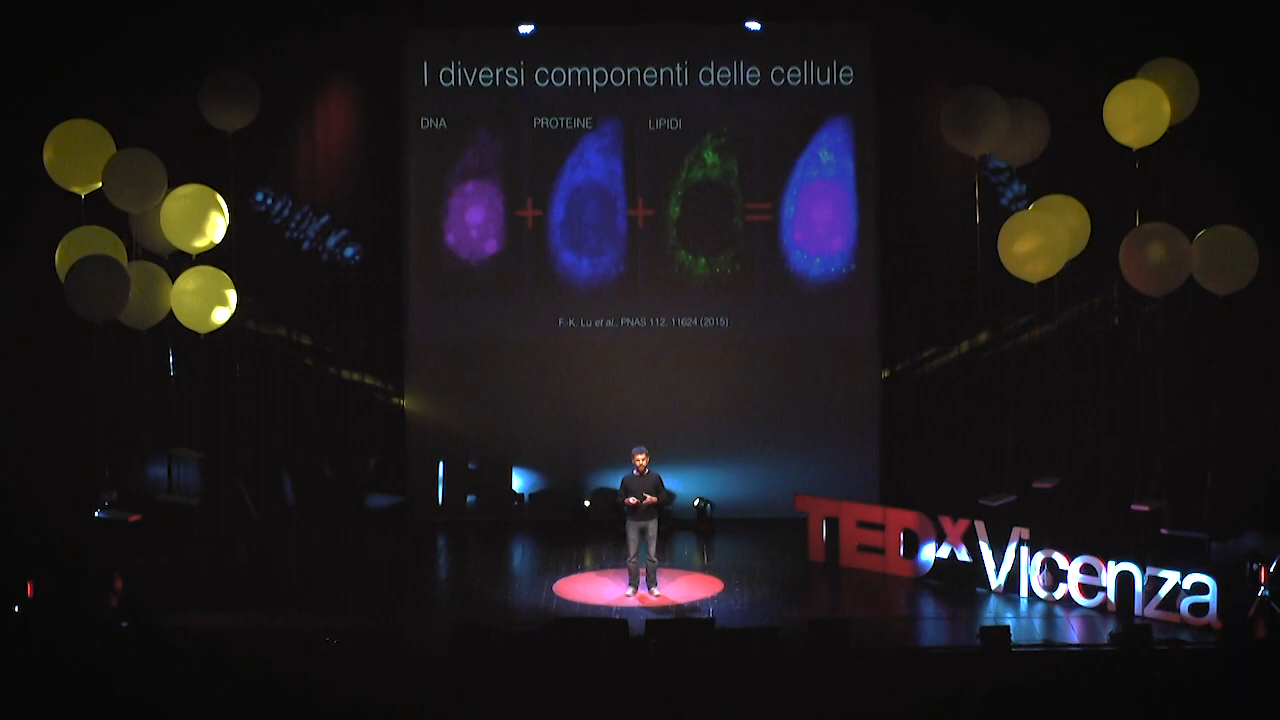 I diversi componenti delle cellule
DNA
PROTEINE
LIPIDI
+
+
=
F.-K. Lu et al., PNAS 112, 11624 (2015)
TEDxVicenza